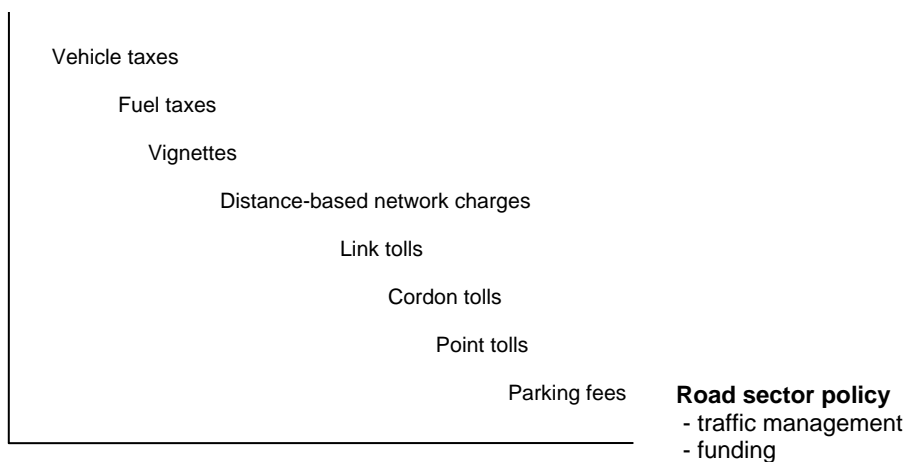 Vehicle taxes
Fuel taxes
Vignettes
Distance-based network charges
Link tolls
Cordon tolls
Point tolls
Parking fees
Road sector policy
- traffic management
- funding